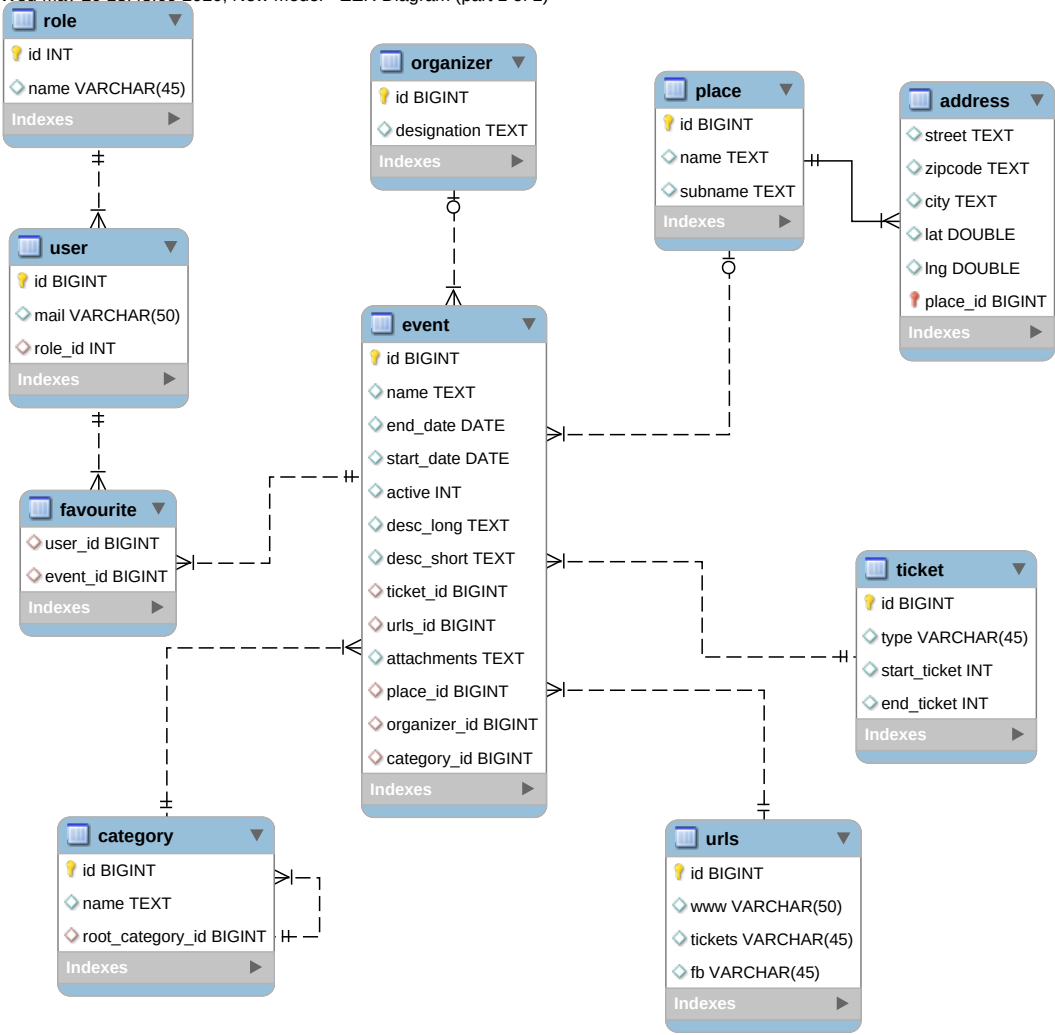 role
id INT
name VARCHAR(45)
Indexes
organizer
id BIGINT
designation TEXT
Indexes
place
id BIGINT
name TEXT
subname TEXT
Indexes
address
street TEXT
zipcode TEXT
city TEXT
lat DOUBLE
lng DOUBLE
place_id BIGINT
Indexes
user
id BIGINT
mail VARCHAR(50)
role_id INT
Indexes
event
id BIGINT
name TEXT
end_date DATE
start_date DATE
active INT
desc_long TEXT
desc_short TEXT
ticket_id BIGINT
urls_id BIGINT
attachments TEXT
place_id BIGINT
organizer_id BIGINT
category_id BIGINT
Indexes
favourite
user_id BIGINT
event_id BIGINT
Indexes
ticket
id BIGINT
type VARCHAR(45)
start_ticket INT
end_ticket INT
Indexes
category
id BIGINT
name TEXT
root_category_id BIGINT
Indexes
urls
id BIGINT
www VARCHAR(50)
tickets VARCHAR(45)
fb VARCHAR(45)
Indexes